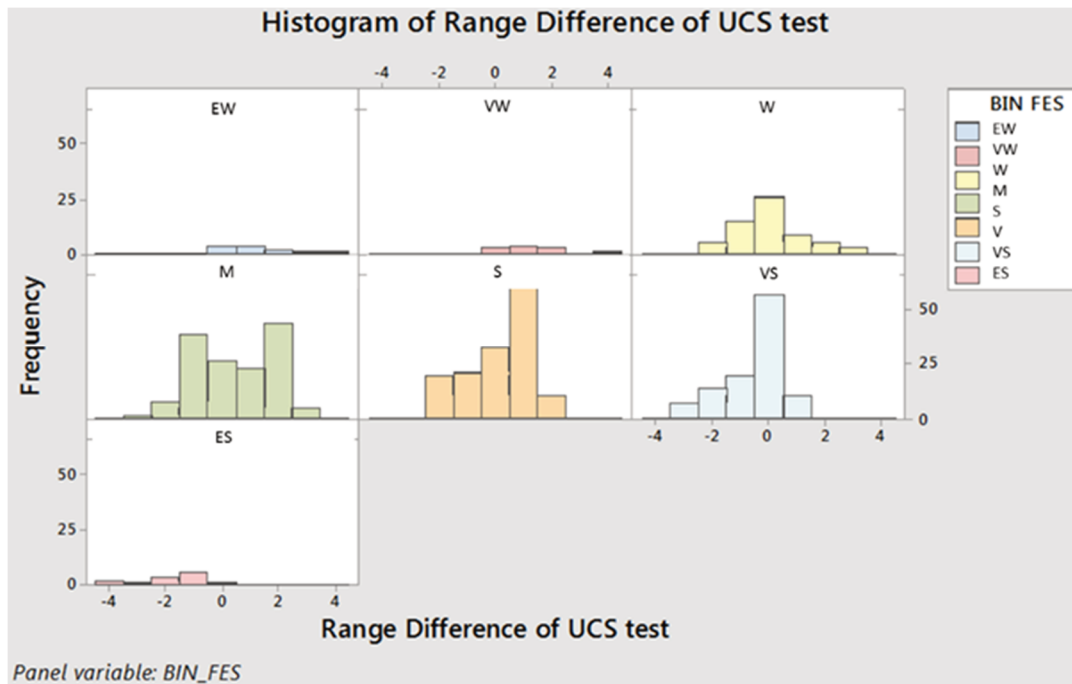 Histogram of Range Difference of UCS test
-4 -2 0 2 4
EW VW W
50
25
0
M S VS
50
25
0
-4 -2 0 2 4
ES
50
25
0
-4 -2 0 2 4
Frequency
Range Difference of UCS test
BIN FES
EW
VW
W
M
S
V
VS
ES
Panel variable: BIN_FES